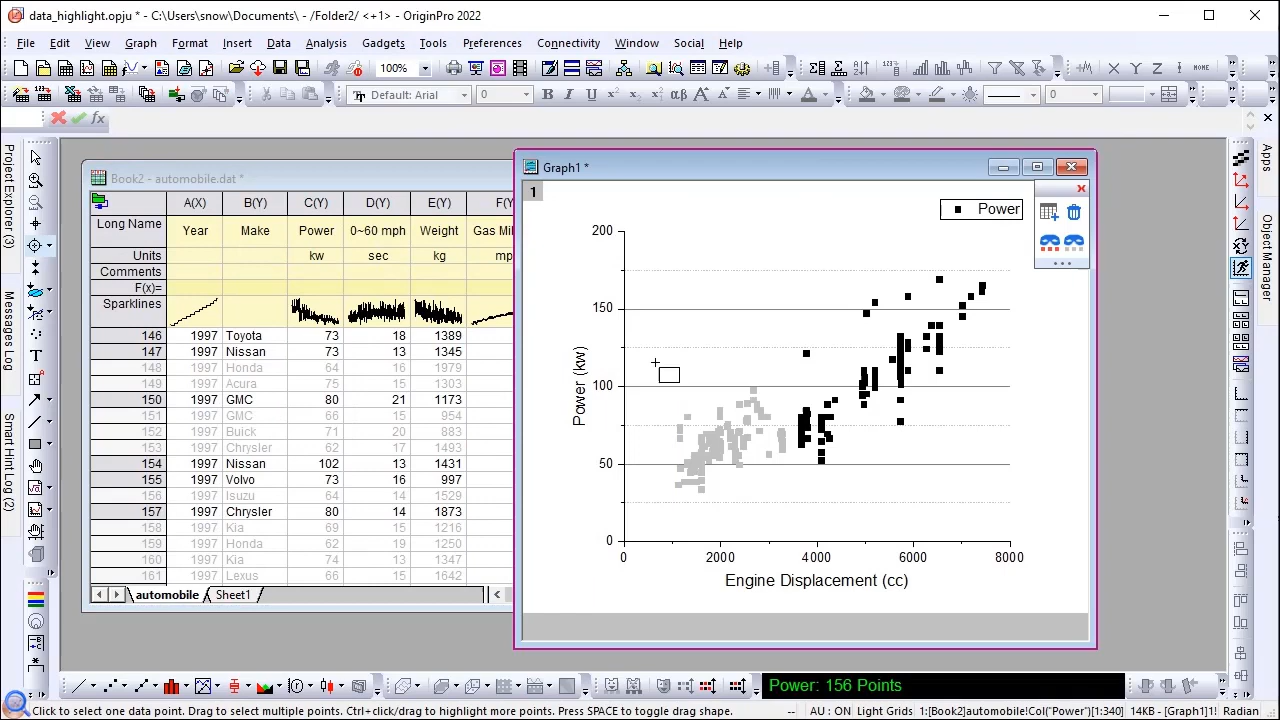 data_highlight.opju * - C:\Users\snow\Documents\ - /Folder2/ <+1> - OriginPro 2022
File Edit View Graph Format Insert Data Analysis Gadgets Tools Preferences Connectivity Window Social Help
100%
Default: Arial 0 B I U 0
fx
Project Explorer (3)
Messages Log
Smart Hint Log (2)
Apps
Object Manager
Book2 - automobile.dat *
A(X) B(Y) C(Y) D(Y) E(Y) F(Y
Long Name Year Make Power 0~60 mph Weight Gas Mil
Units kw sec kg mp
Comments
F(x)=
Sparklines
146 1997 Toyota 73 18 1389
147 1997 Nissan 73 13 1345
148 1997 Honda 64 16 1979
149 1997 Acura 75 15 1303
150 1997 GMC 80 21 1173
151 1997 GMC 66 15 954
152 1997 Buick 71 20 883
153 1997 Chrysler 62 17 1493
154 1997 Nissan 102 13 1431
155 1997 Volvo 73 16 997
156 1997 Isuzu 64 14 1529
157 1997 Chrysler 80 14 1873
158 1997 Kia 69 15 1216
159 1997 Honda 62 19 1250
160 1997 Kia 74 13 1347
161 1997 Lexus 66 15 1642
automobile Sheet1
Graph1 *
1
Power
200
150
100
50
0
Power (kw)
0 2000 4000 6000 8000
Engine Displacement (cc)
Power: 156 Points
Click to select one data point. Drag to select multiple points. Ctrl+click/drag to highlight more points. Press SPACE to toggle drag shape. -- AU : ON Light Grids 1:[Book2]automobile!Col("Power")[1:340] 14KB - [Graph1]1! Radian